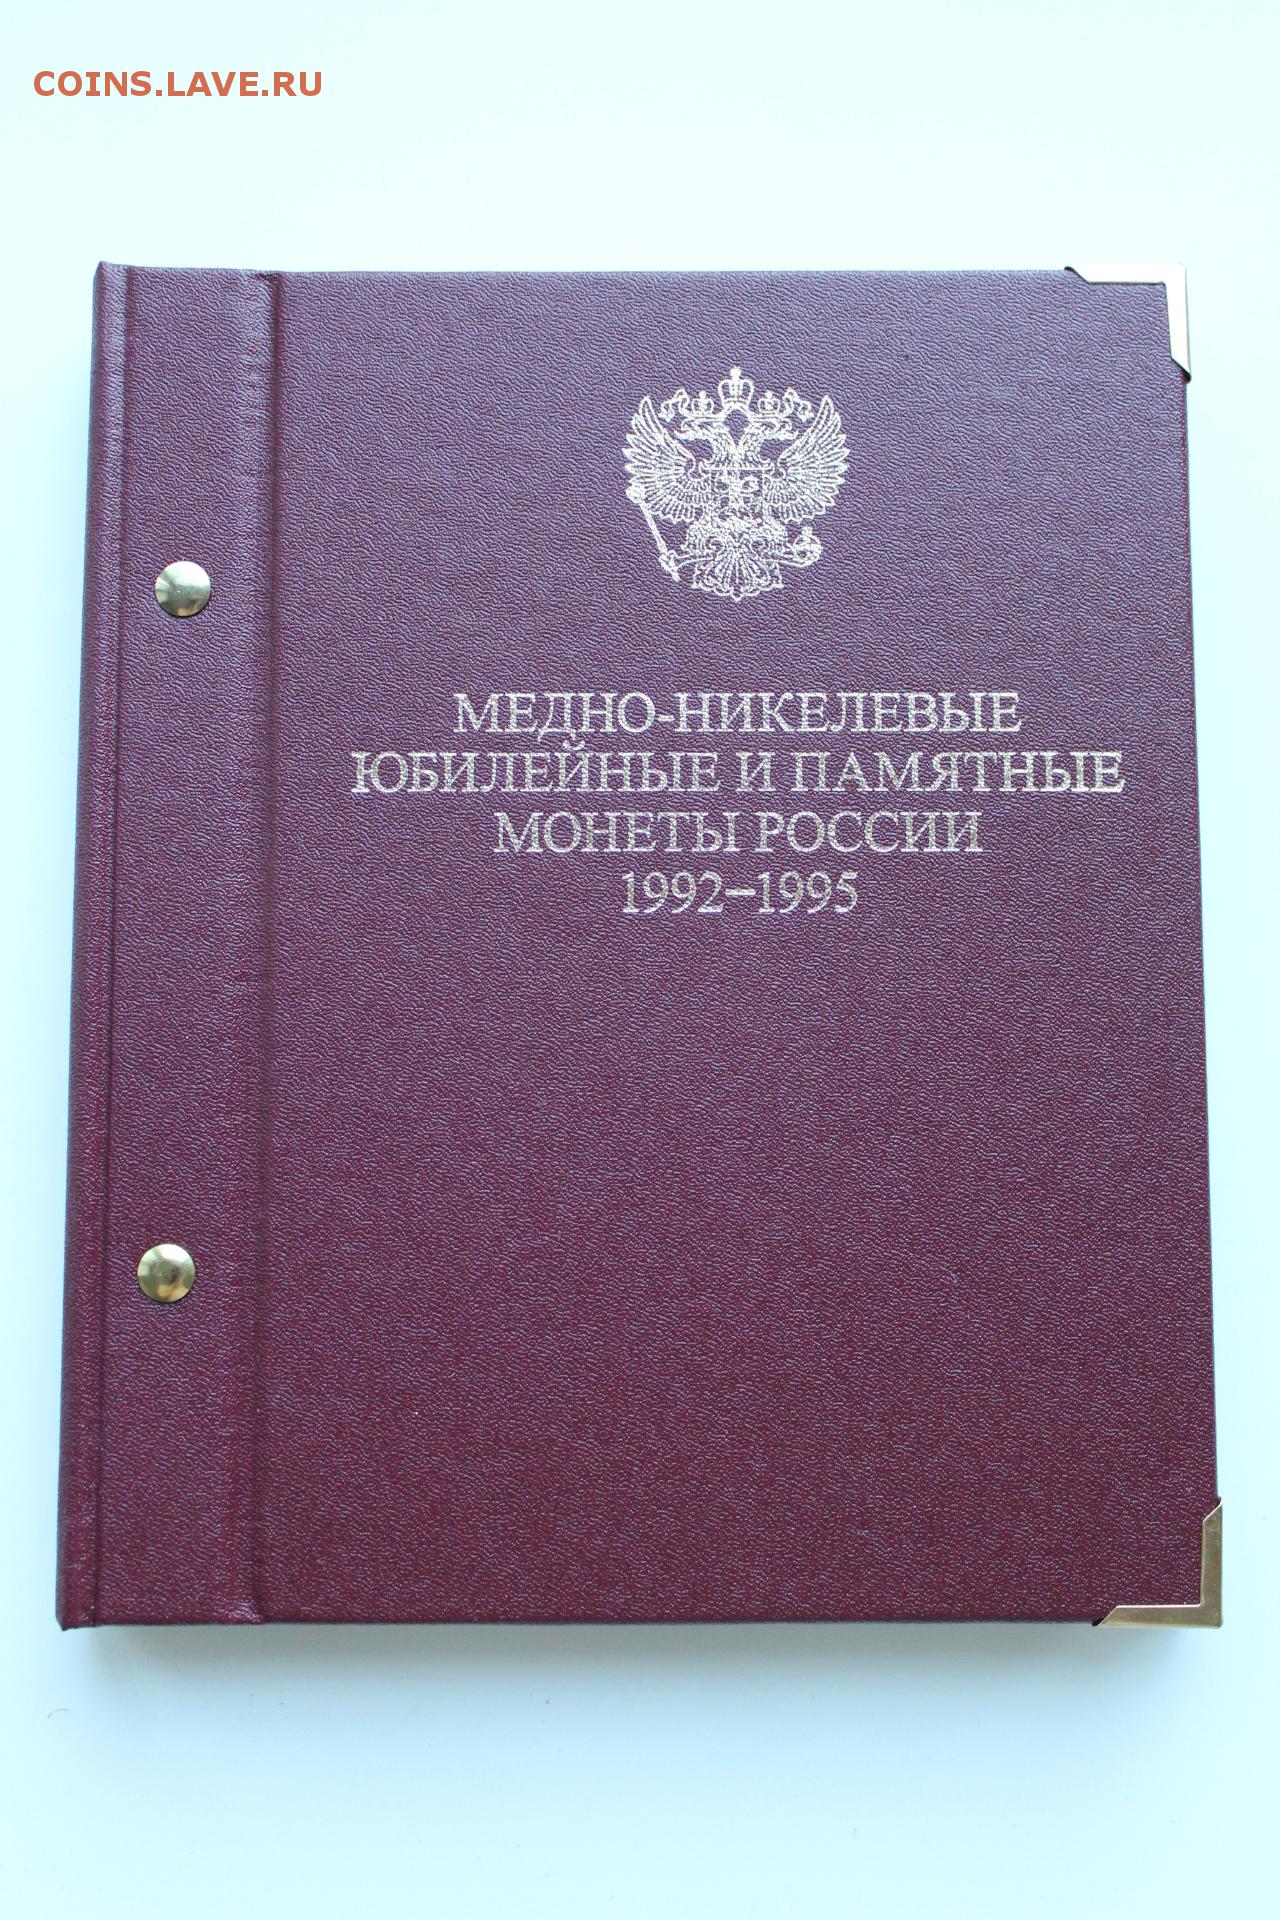 COINS.LAVE.RU
МЕДНО-НИКЕЛЕВЫЕ
ЮБИЛЕЙНЫЕ И ПАМЯТНЫЕ
МОНЕТЫ РОССИИ
1992–1995